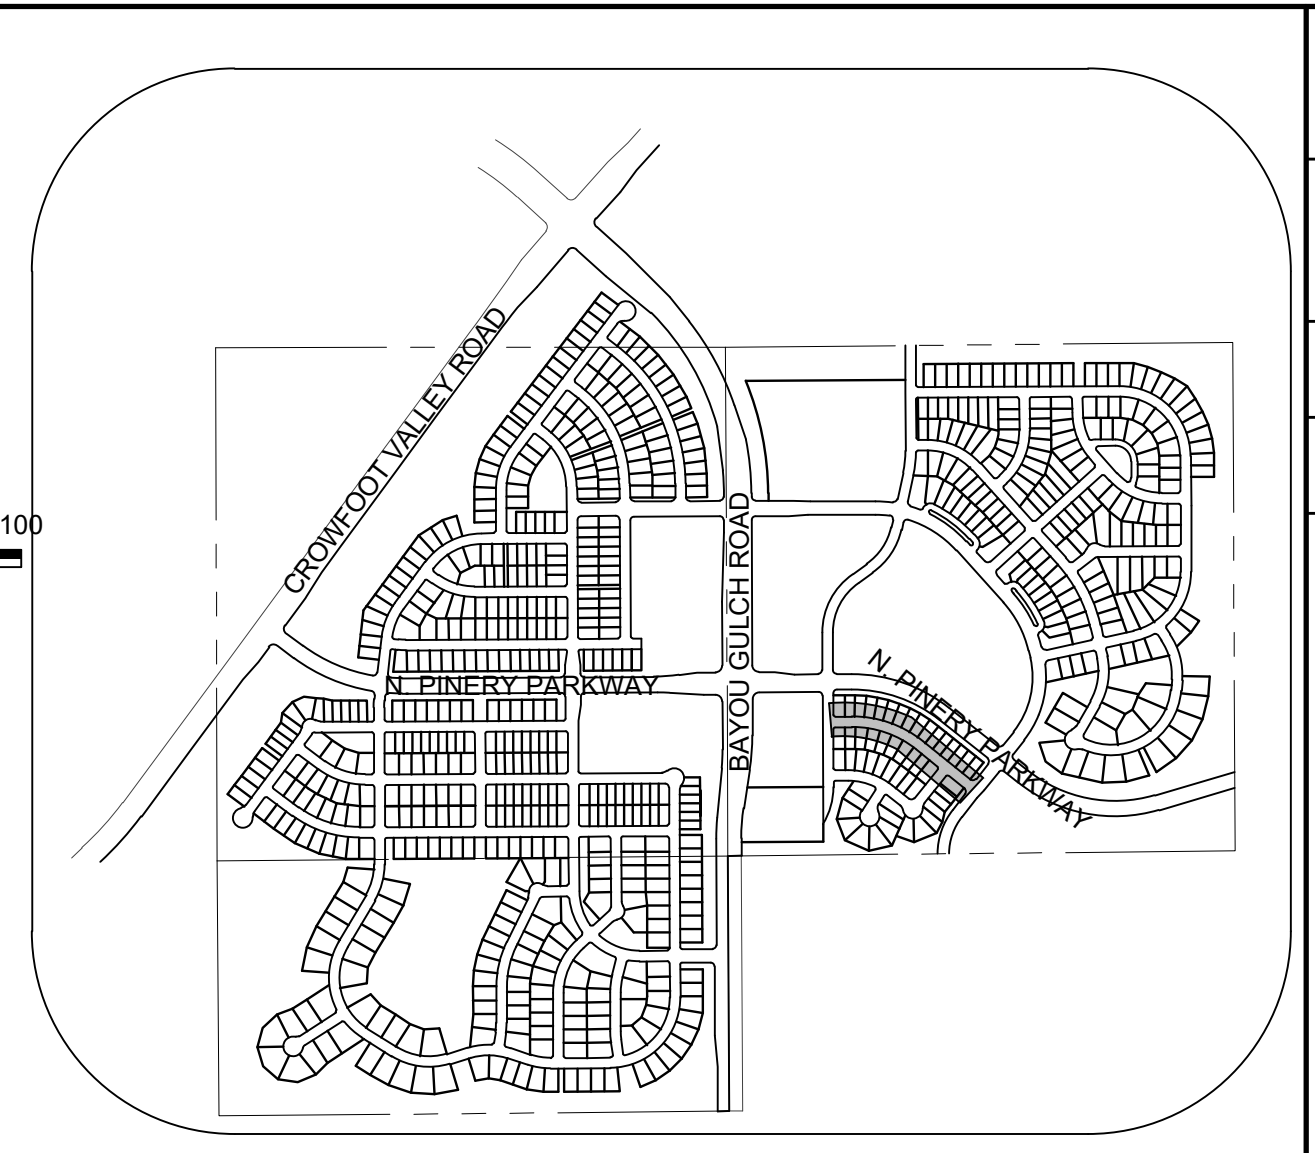 CROWFOOT VALLEY ROAD
100
BAYOU GULCH ROAD
N. PINERY PARKWAY
N. PINERY PARKWAY